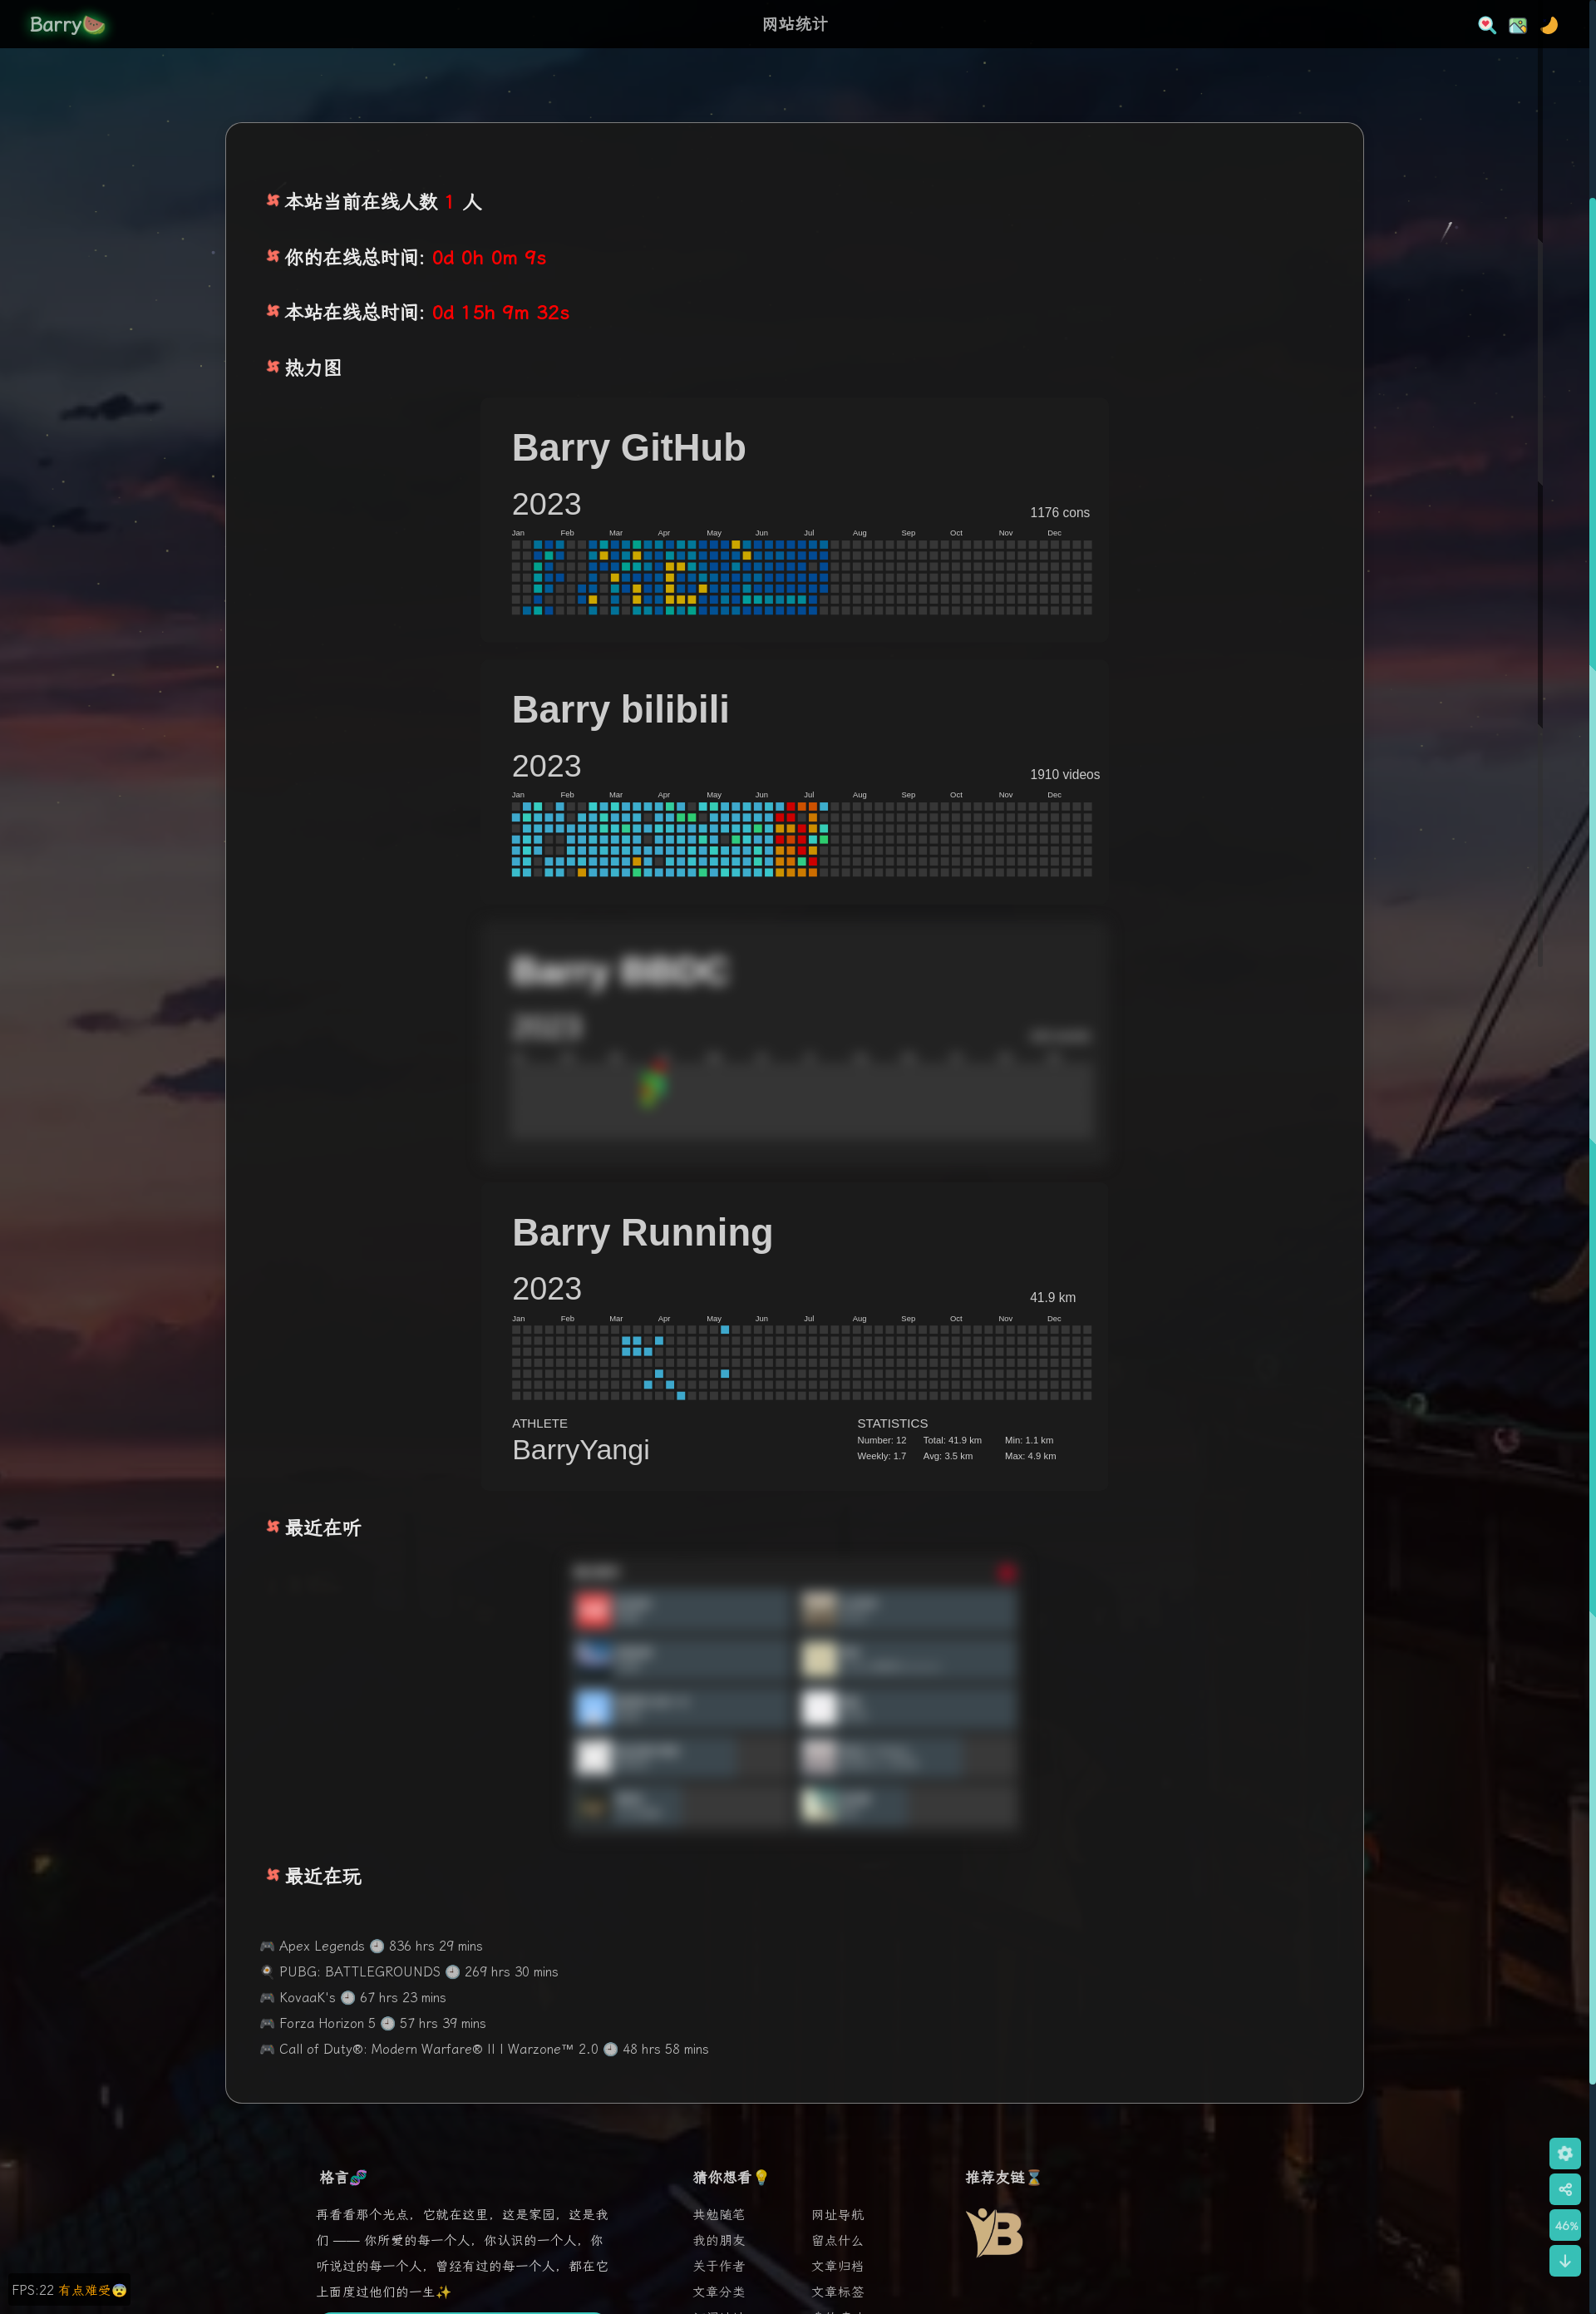 Barry🍉
网站统计
本站当前在线人数 1 人
你的在线总时间: 0d 0h 0m 9s
本站在线总时间: 0d 15h 9m 32s
热力图
Barry GitHub
2023
1176 cons
Jan Feb Mar Apr May Jun Jul Aug Sep Oct Nov Dec
Barry bilibili
2023
1910 videos
Jan Feb Mar Apr May Jun Jul Aug Sep Oct Nov Dec
Barry BBDC
2023
Barry Running
2023
41.9 km
Jan Feb Mar Apr May Jun Jul Aug Sep Oct Nov Dec
ATHLETE
BarryYangi
STATISTICS
Number: 12 Total: 41.9 km Min: 1.1 km
Weekly: 1.7 Avg: 3.5 km Max: 4.9 km
最近在听
最近在玩
🎮 Apex Legends 🕘 836 hrs 29 mins
🍳 PUBG: BATTLEGROUNDS 🕘 269 hrs 30 mins
🎮 KovaaK's 🕘 67 hrs 23 mins
🎮 Forza Horizon 5 🕘 57 hrs 39 mins
🎮 Call of Duty®: Modern Warfare® II | Warzone™ 2.0 🕘 48 hrs 58 mins
格言🧬
再看看那个光点，它就在这里，这是家园，这是我
们 —— 你所爱的每一个人，你认识的一个人，你
听说过的每一个人，曾经有过的每一个人，都在它
上面度过他们的一生✨
猜你想看💡
共勉随笔 网址导航
我的朋友 留点什么
关于作者 文章归档
文章分类 文章标签
推荐友链⌛
B
46%
FPS:22 有点难受😨